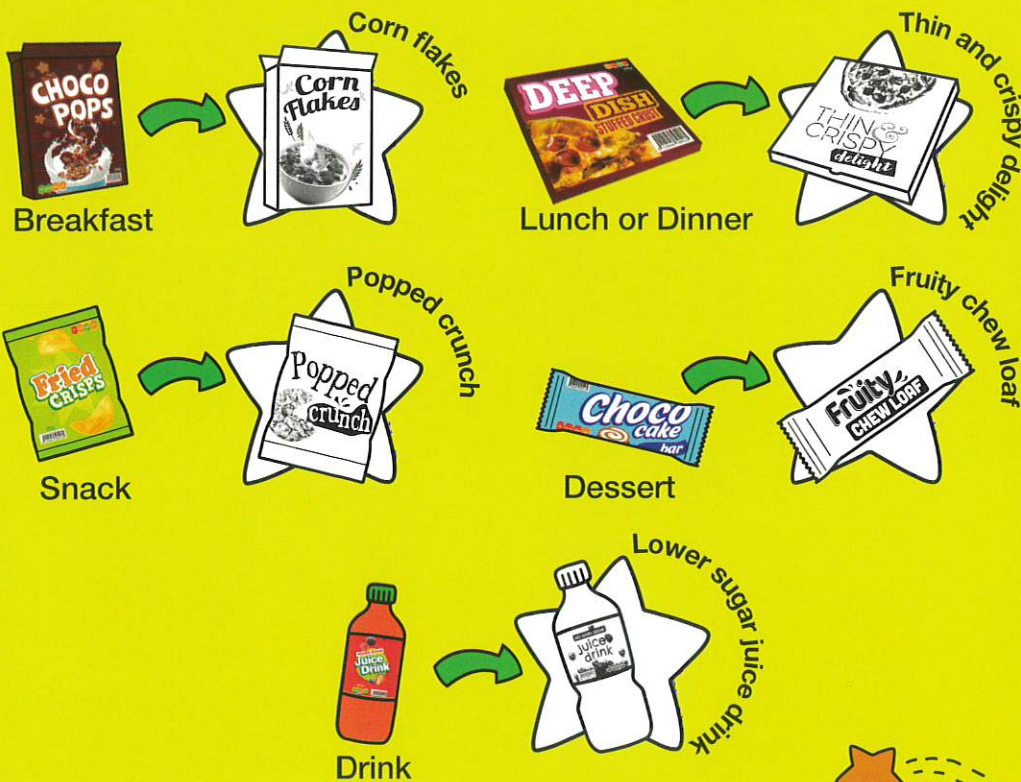 CHOCO
POPS
Breakfast
Corn
Flakes
Corn flakes
DEEP
DISH
STUFFED CRUST
Lunch or Dinner
THIN &
CRISPY
delight
Thin and crispy delight
Fried
CRISPS
Snack
Popped
crunch
Popped crunch
Choco
cake
bar
Dessert
Fruity
CHEW LOAF
Fruity chew loaf
Juice
Drink
Drink
juice
drink
Lower sugar juice drink